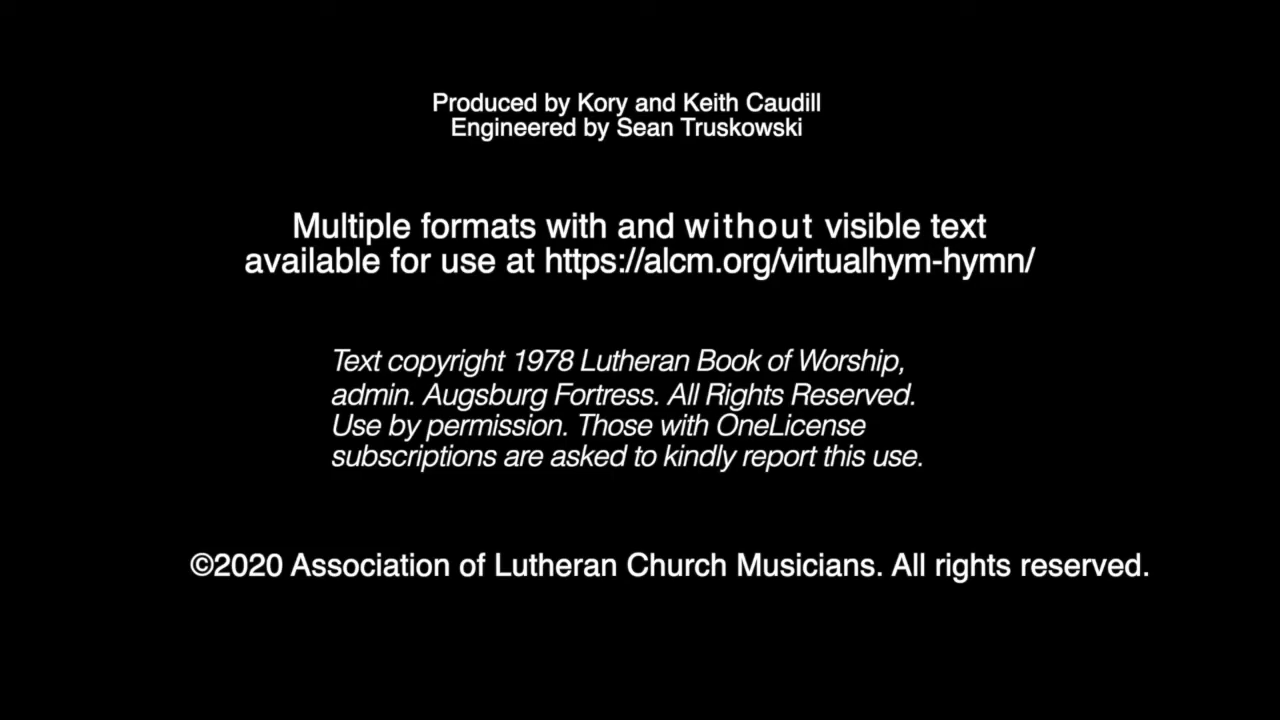 Produced by Kory and Keith Caudill
Engineered by Sean Truskowski
Multiple formats with and without visible text
available for use at https://alcm.org/virtualhym-hymn/
Text copyright 1978 Lutheran Book of Worship,
admin. Augsburg Fortress. All Rights Reserved.
Use by permission. Those with OneLicense
subscriptions are asked to kindly report this use.
©2020 Association of Lutheran Church Musicians. All rights reserved.